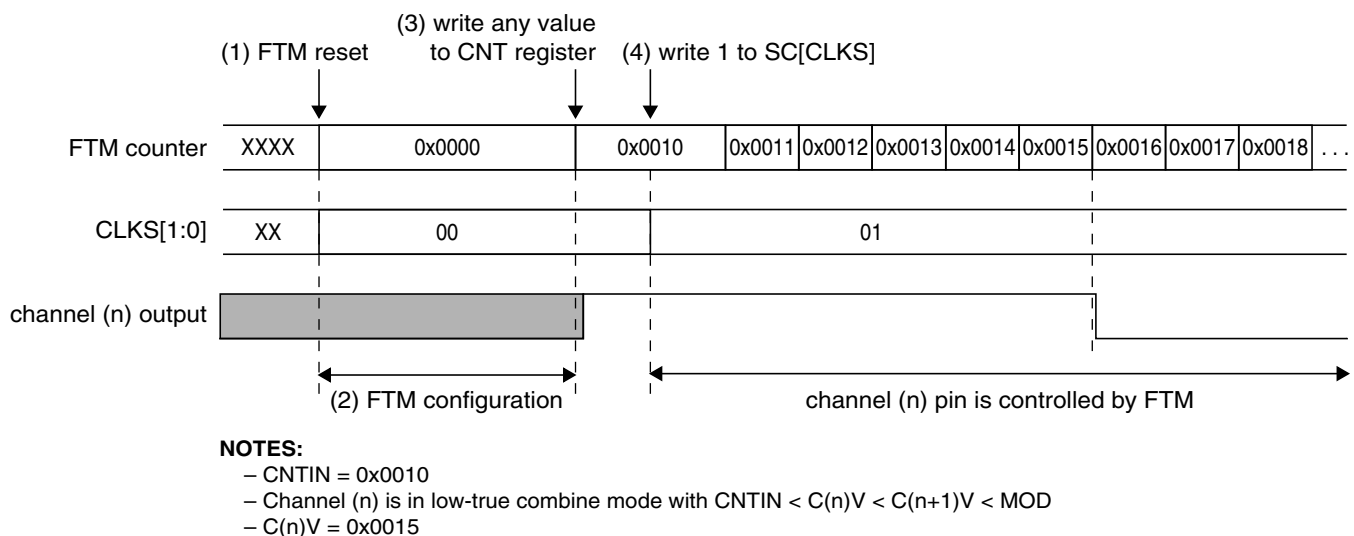 (3) write any value
(1) FTM reset to CNT register (4) write 1 to SC[CLKS]
FTM counter XXXX 0x0000 0x0010 0x0011 0x0012 0x0013 0x0014 0x0015 0x0016 0x0017 0x0018 . . .
CLKS[1:0] XX 00 01
channel (n) output
(2) FTM configuration channel (n) pin is controlled by FTM
NOTES:
– CNTIN = 0x0010
– Channel (n) is in low-true combine mode with CNTIN < C(n)V < C(n+1)V < MOD
– C(n)V = 0x0015